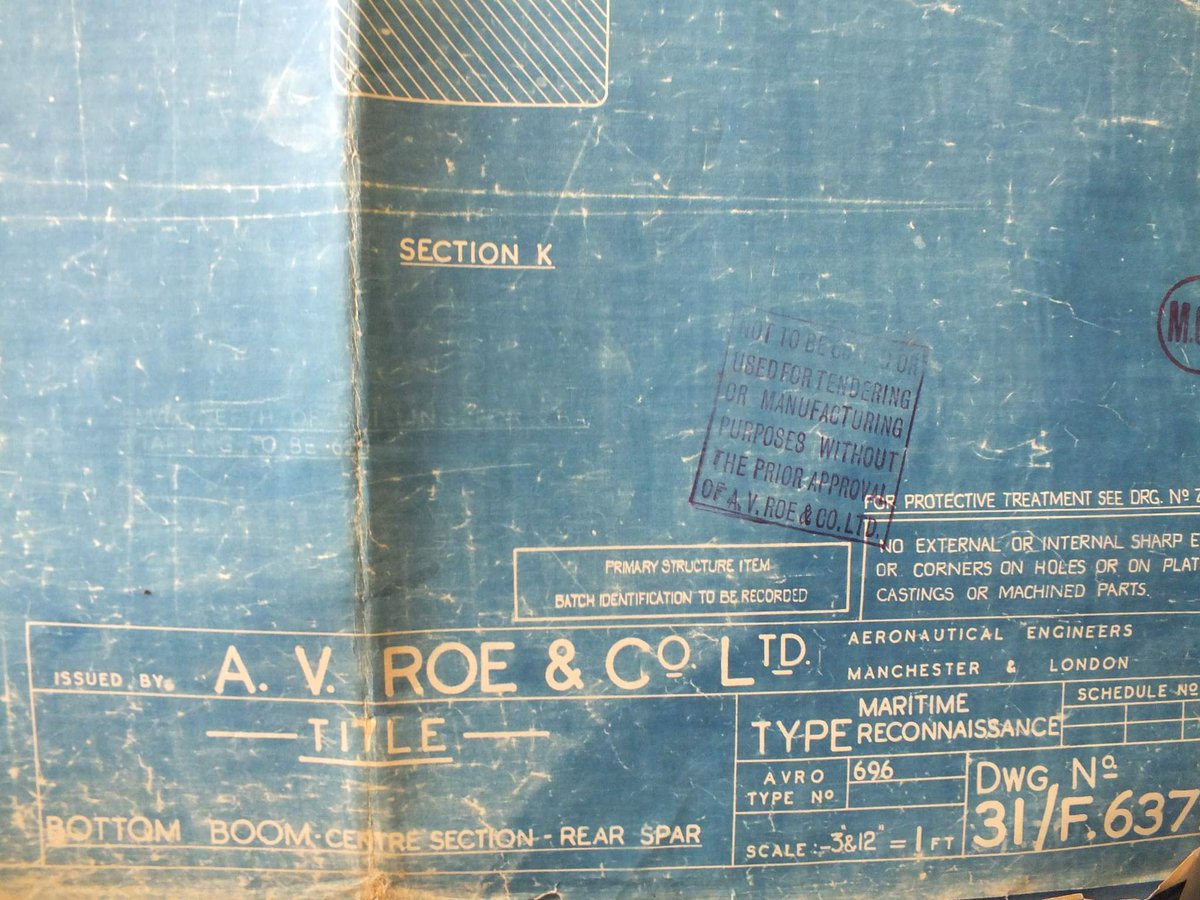 SECTION K
NOT TO BE OR
USED FOR TENDERING
OR MANUFACTURING
PURPOSES WITHOUT
THE PRIOR APPROVAL
OF A. V. ROE & CO. LTD.
FOR PROTECTIVE TREATMENT SEE DRG. Nº
NO EXTERNAL OR INTERNAL SHARP
OR CORNERS ON HOLES OR ON
CASTINGS OR MACHINED PARTS.
PRIMARY STRUCTURE ITEM
BATCH IDENTIFICATION TO BE RECORDED
ISSUED BY. A. V. ROE & Cº. LTD.
AERONAUTICAL ENGINEERS
MANCHESTER & LONDON
TITLE
BOTTOM BOOM-CENTRE SECTION - REAR SPAR
TYPE MARITIME
RECONNAISSANCE
SCHEDULE Nº
AVRO
TYPE Nº
696
SCALE :- 3"&12" = 1 FT
DWG. Nº
31/F.637